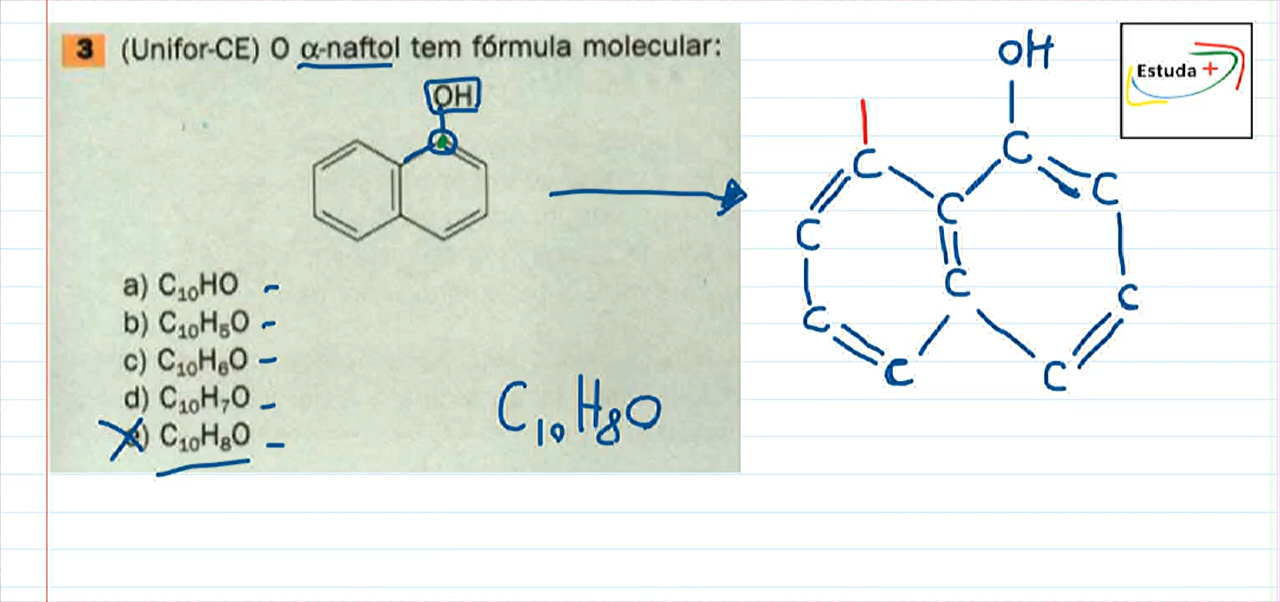 3 (Unifor-CE) O α-naftol tem fórmula molecular:
OH
a) C₁₀HO -
b) C₁₀H₅O -
c) C₁₀H₆O -
d) C₁₀H₇O -
e) C₁₀H₈O -
C₁₀H₈O
OH
C
C
C
C
C
C
C
C
C
C
Estuda +